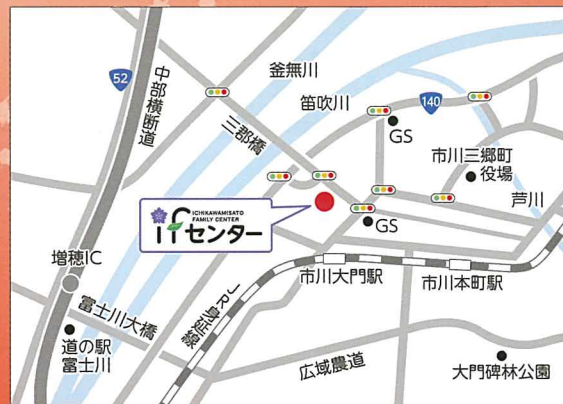 52
中部横断道
釜無川
笛吹川
140
GS
三郡橋
市川三郷町
役場
芦川
ICHIKAWAMISATO
FAMILY CENTER
ifセンター
GS
増穂IC
市川大門駅
市川本町駅
富士川大橋
JR身延線
道の駅
富士川
広域農道
大門碑林公園